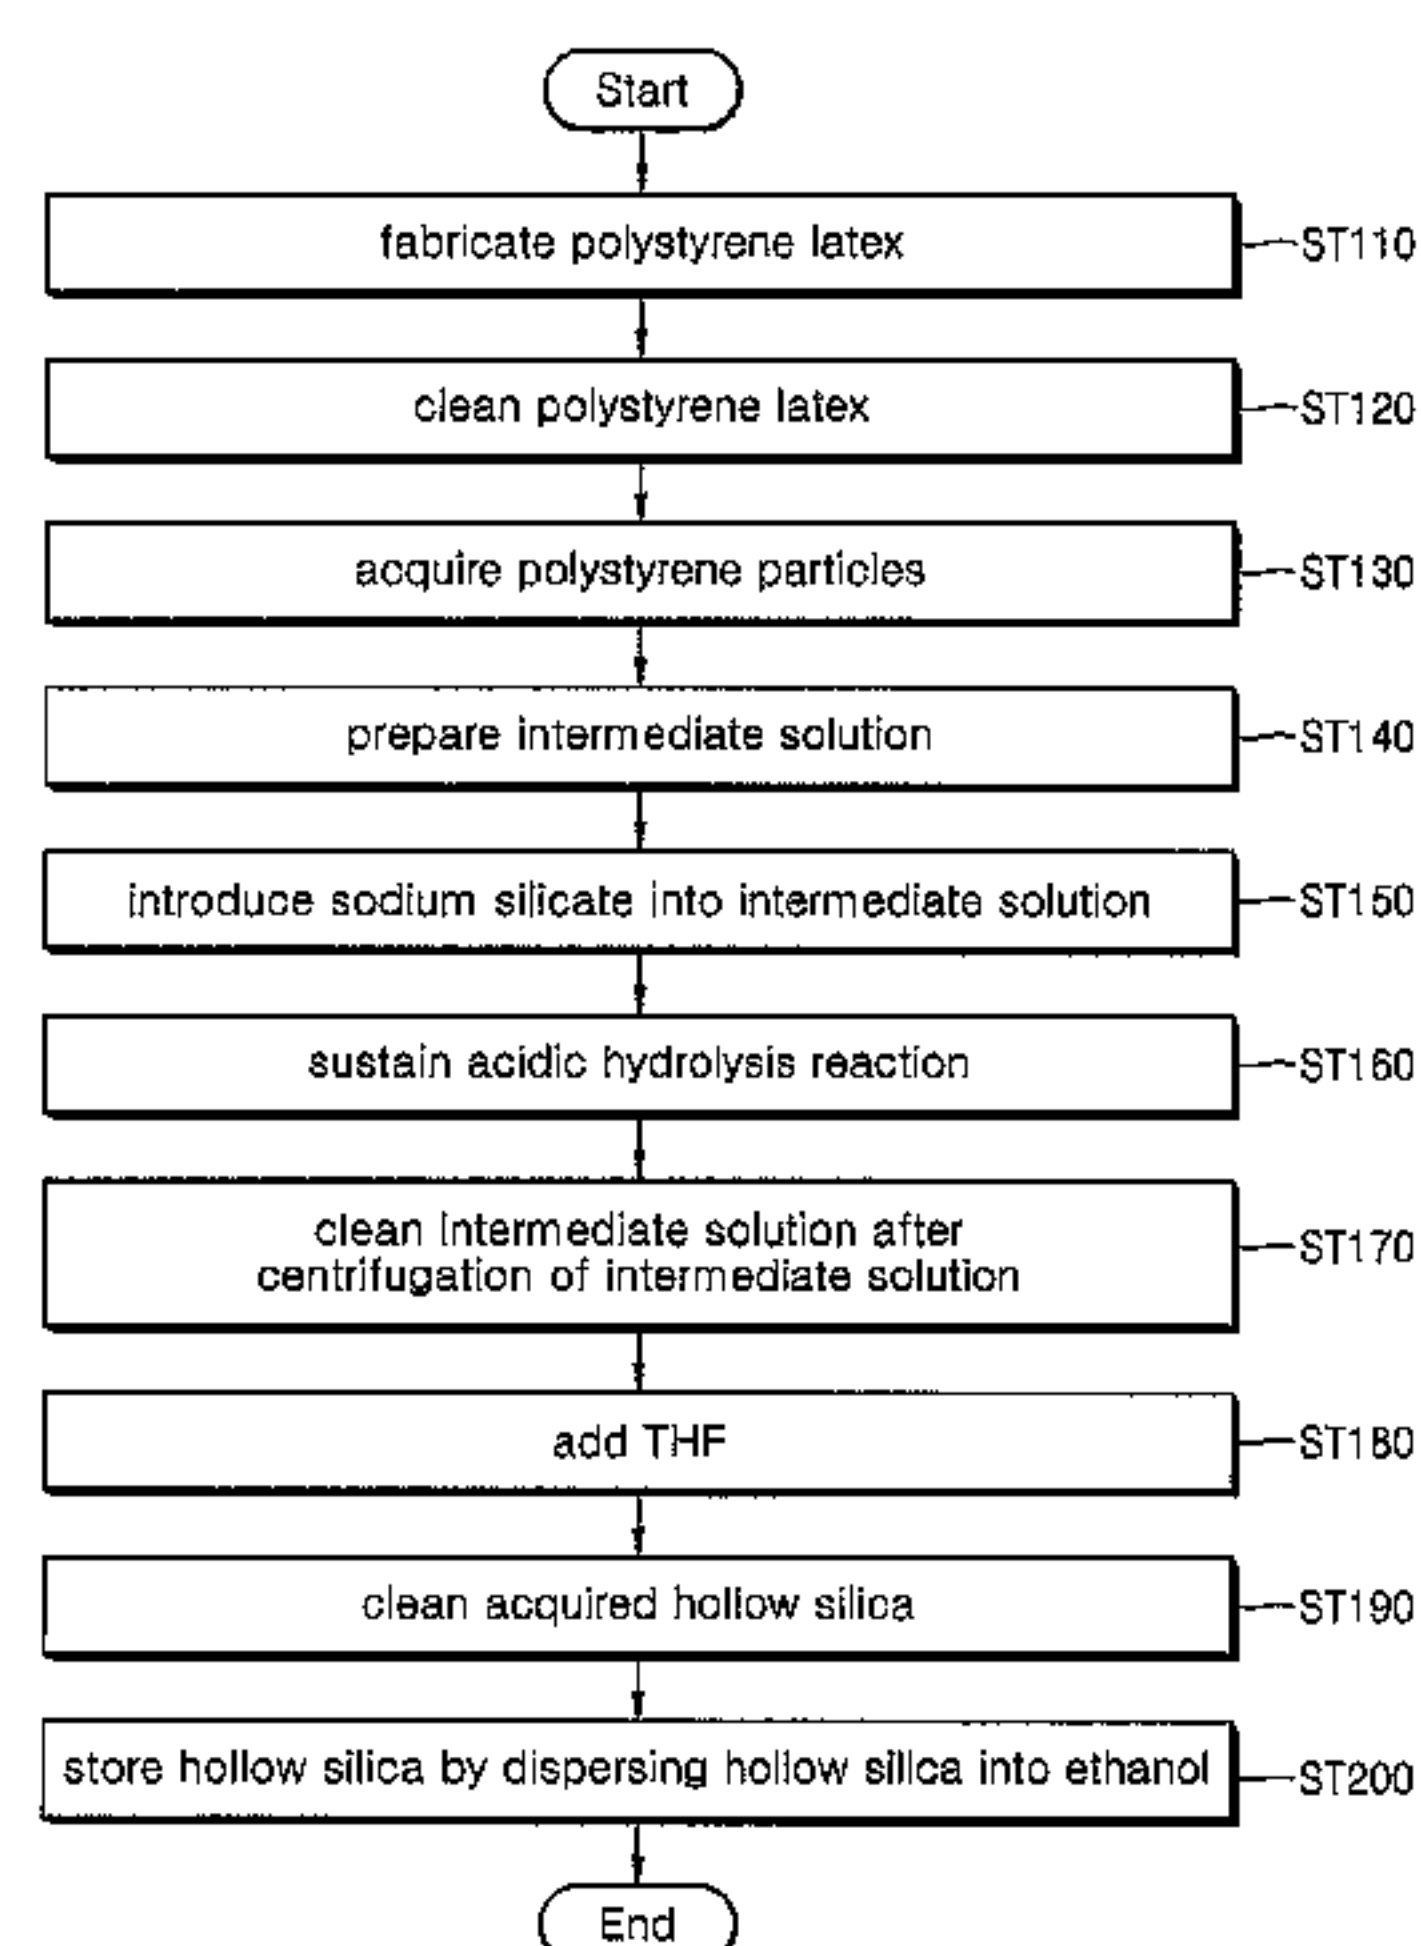 Start
fabricate polystyrene latex
ST110
clean polystyrene latex
ST120
acquire polystyrene particles
ST130
prepare intermediate solution
ST140
introduce sodium silicate into intermediate solution
ST150
sustain acidic hydrolysis reaction
ST160
clean intermediate solution after
centrifugation of intermediate solution
ST170
add THF
ST180
clean acquired hollow silica
ST190
store hollow silica by dispersing hollow silica into ethanol
ST200
End